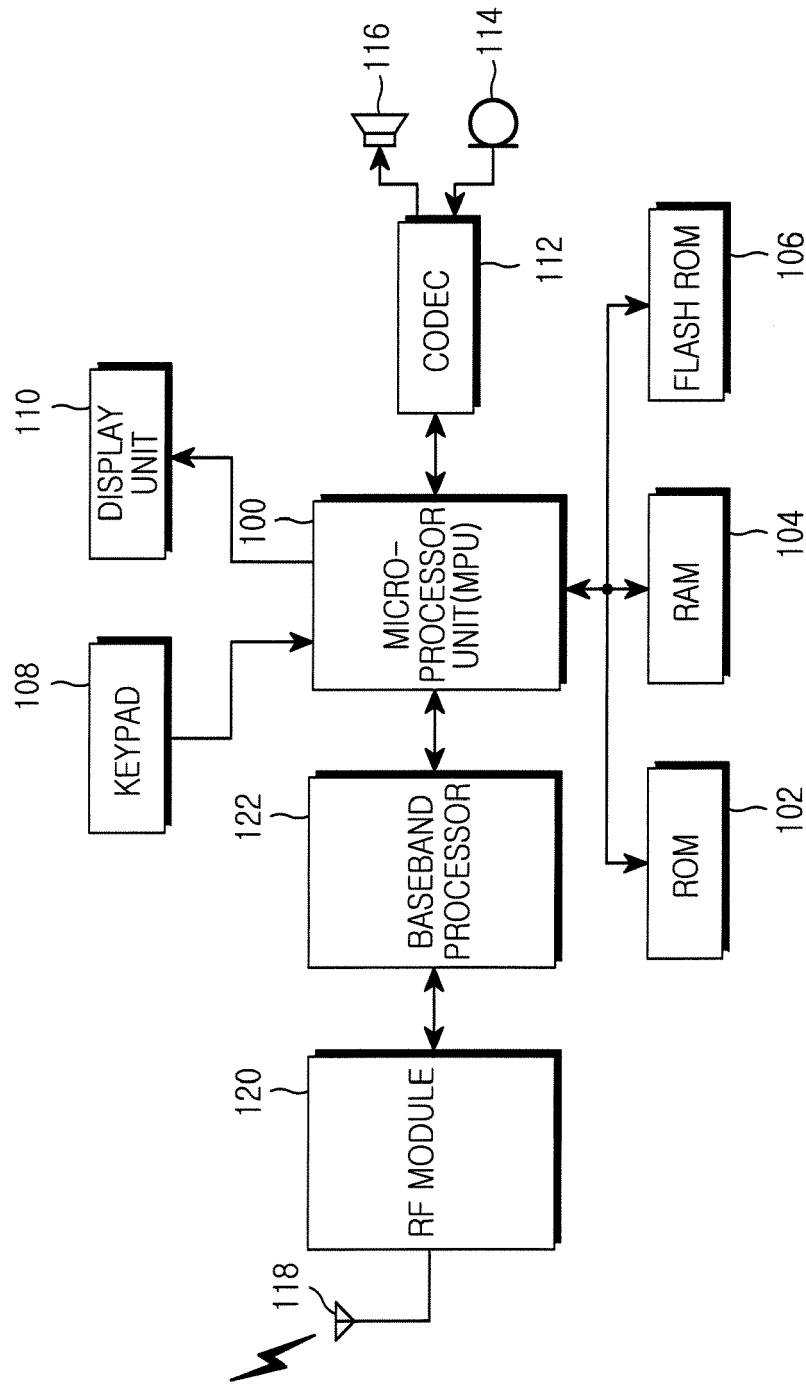 108
KEYPAD
110
DISPLAY
UNIT
118
120
RF MODULE
122
BASEBAND
PROCESSOR
100
MICRO-
PROCESSOR
UNIT(MPU)
CODEC
112
116
114
ROM
102
RAM
104
FLASH ROM
106